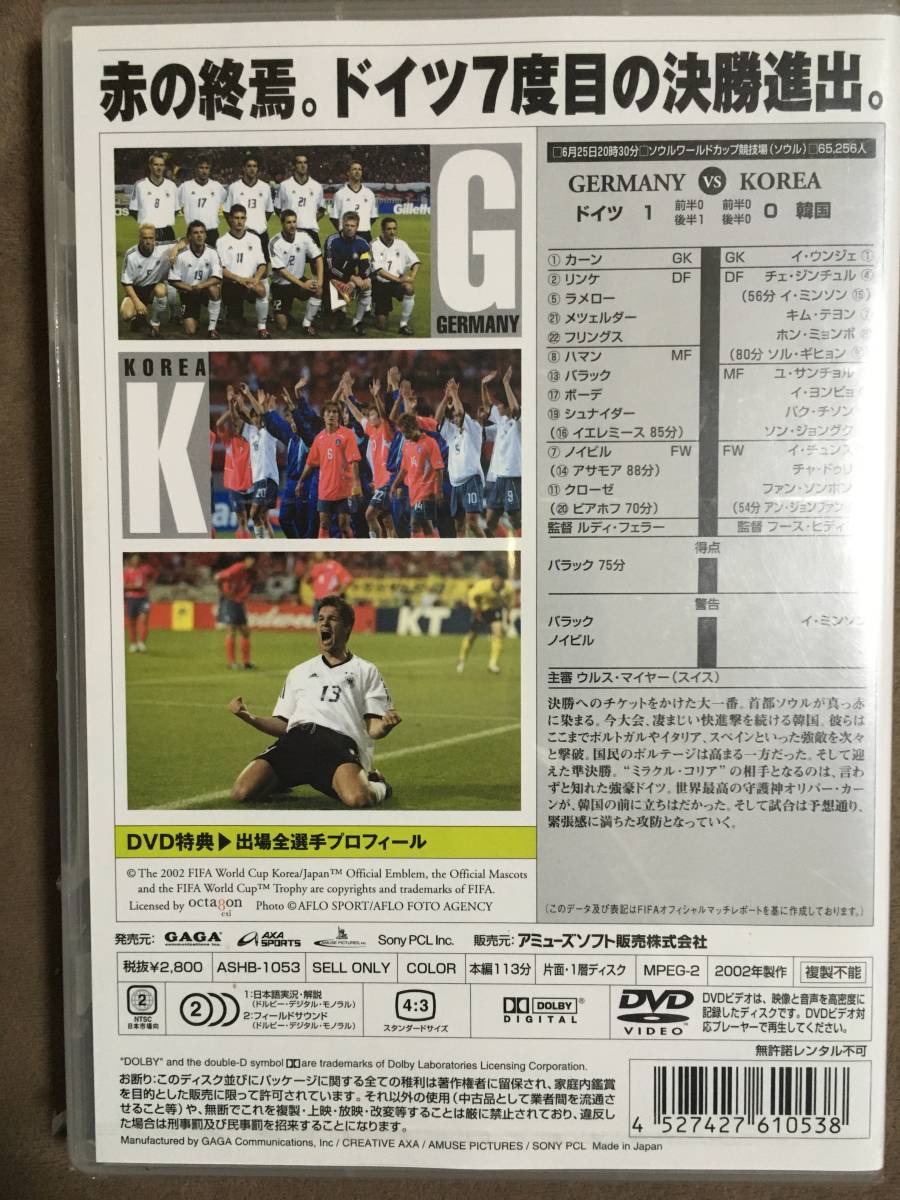 赤の終焉。ドイツ7度目の決勝進出。
G
GERMANY
KOREA
K
Gillette
KT
13
□6月25日20時30分□ソウルワールドカップ競技場(ソウル)□65,256人
GERMANY VS KOREA
ドイツ 1 前半0 後半1 前半0 後半0 0 韓国
① カーン GK GK イ・ウンジェ ①
② リンケ DF DF チェ・ジンチュル ④
⑤ ラメロー (56分 イ・ミンソン ⑮)
㉑ メツェルダー キム・テヨン ⑦
㉒ フリングス ホン・ミョンボ
⑧ ハマン MF (80分 ソル・ギヒョン
⑬ バラック MF ユ・サンチョル
⑰ ボーデ イ・ヨンピョ
⑲ シュナイダー パク・チソン
(⑯ イエレミース 85分) ソン・ジョングク
⑦ ノイビル FW FW イ・チュンス
(⑭ アサモア 88分) チャ・ドゥリ
⑪ クローゼ ファン・ソンホン
(⑳ ビアホフ 70分) (54分 アン・ジョンファン
監督 ルディ・フェラー 監督 フース・ヒディ
得点
バラック 75分
警告
バラック イ・ミンソン
ノイビル
主審 ウルス・マイヤー(スイス)
決勝へのチケットをかけた大一番。首都ソウルが真っ赤
に染まる。今大会、凄まじい快進撃を続ける韓国。彼らは
ここまでポルトガルやイタリア、スペインといった強敵を次々
と撃破。国民のボルテージは高まる一方だった。そして迎
えた準決勝。“ミラクル・コリア”の相手となるのは、言わ
ずと知れた強豪ドイツ。世界最高の守護神オリバー・カー
ンが、韓国の前に立ちはだかった。そして試合は予想通り、
緊張感に満ちた攻防となっていく。
(このデータ及び表記はFIFAオフィシャルマッチレポートを基に作成しております。)
DVD特典▶出場全選手プロフィール
© The 2002 FIFA World Cup Korea/Japan™ Official Emblem, the Official Mascots
and the FIFA World Cup™ Trophy are copyrights and trademarks of FIFA.
Licensed by octagon csi Photo © AFLO SPORT/AFLO FOTO AGENCY
発売元: GAGA communications, inc. AXA SPORTS AMUSE PICTURES, inc Sony PCL Inc. 販売元: アミューズソフト販売株式会社
税抜¥2,800 ASHB-1053 SELL ONLY COLOR 本編113分 片面・1層ディスク MPEG-2 2002年製作 複製不能
2 NTSC 日本市場向
2)))
1:日本語実況・解説
(ドルビー・デジタル・モノラル)
2:フィールドサウンド
(ドルビー・デジタル・モノラル)
4:3
スタンダードサイズ
DOLBY
DIGITAL
DVD
VIDEO™
DVDビデオは、映像と音声を高密度に
記録したディスクです。DVDビデオ対
応プレーヤーで再生してください。
無許諾レンタル不可
"DOLBY" and the double-D symbol are trademarks of Dolby Laboratories Licensing Corporation.
お断り:このディスク並びにパッケージに関する全ての権利は著作権者に留保され、家庭内鑑賞
を目的とした販売に限って許可されています。それ以外の使用(中古品として業者間を流通さ
せること等)や、無断でこれを複製・上映・放映・改変等することは厳に禁止されており、違反し
た場合は刑事罰及び民事罰を招来することになります。
Manufactured by GAGA Communications, Inc / CREATIVE AXA / AMUSE PICTURES / SONY PCL Made in Japan
4 527427 610538